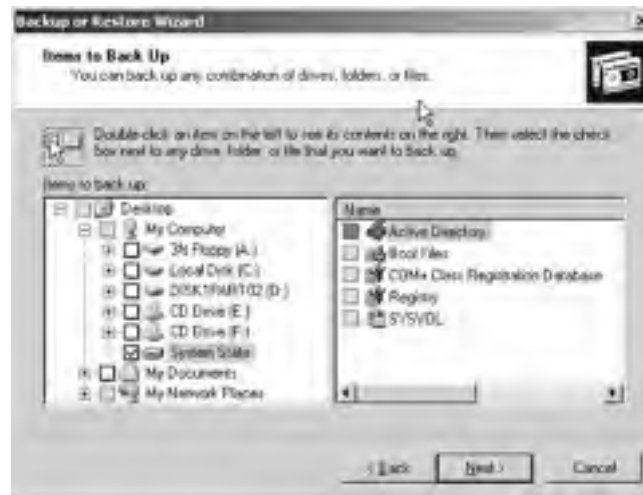 Backup or Restore Wizard
Items to Back Up
You can back up any combination of drives, folders, or files.
Double-click an item on the left to see its contents on the right. Then select the check
box next to any drive, folder or file that you want to back up.
Items to back up:
Desktop
My Computer
3½ Floppy (A:)
Local Disk (C:)
DISK1PART02 (D:)
CD Drive (E:)
CD Drive (F:)
System State
My Documents
My Network Places
Name
Active Directory
Boot Files
COM+ Class Registration Database
Registry
SYSVOL
< Back
Next >
Cancel